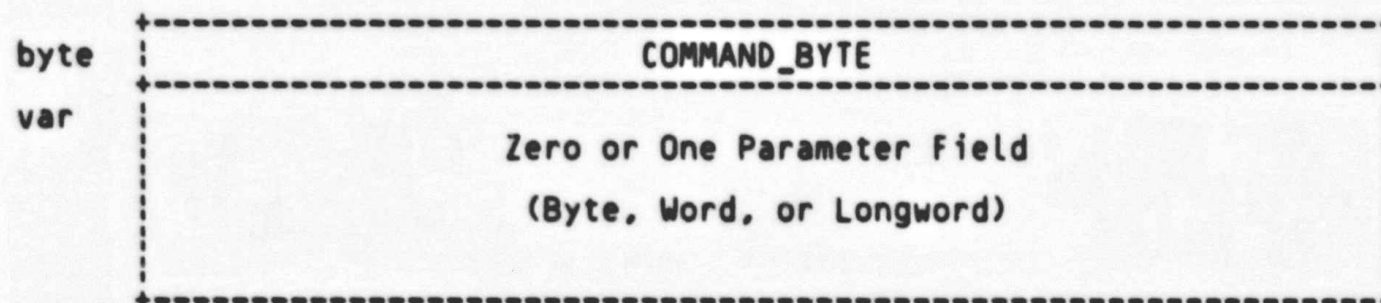 byte COMMAND_BYTE
var
Zero or One Parameter Field
(Byte, Word, or Longword)